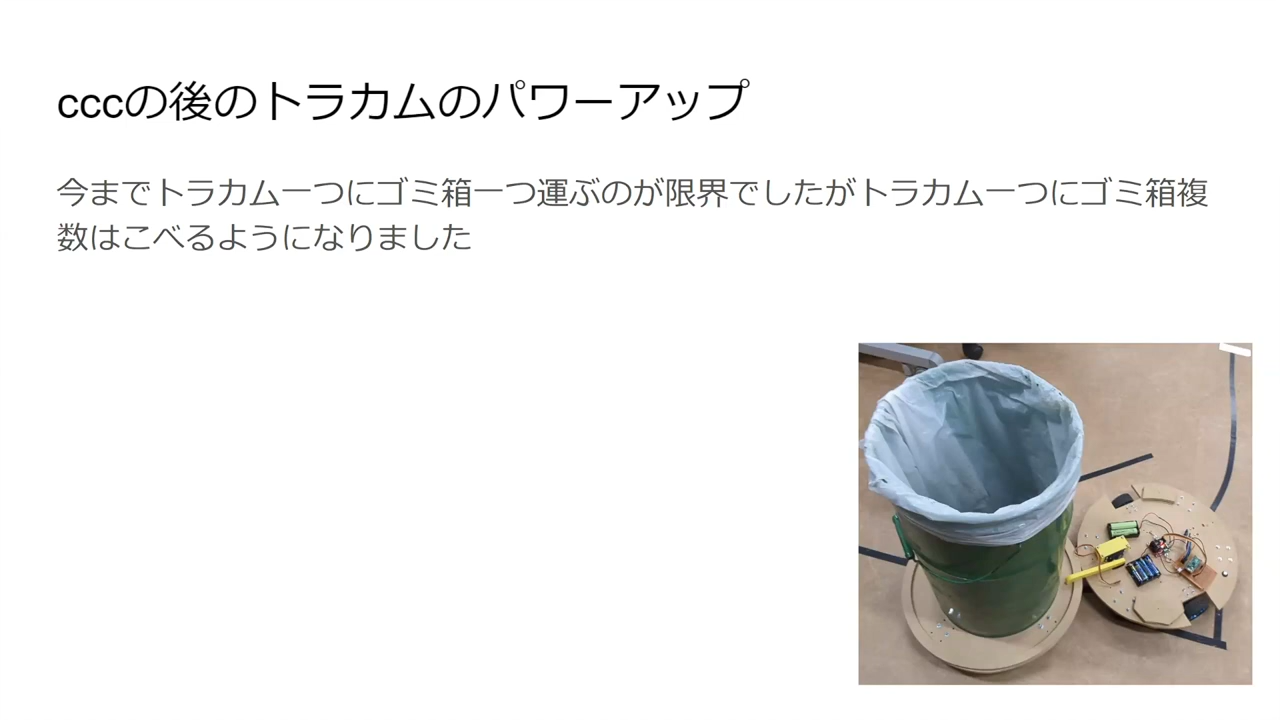 cccの後のトラカムのパワーアップ
今までトラカム一つにゴミ箱一つ運ぶのが限界でしたがトラカム一つにゴミ箱複
数はこべるようになりました